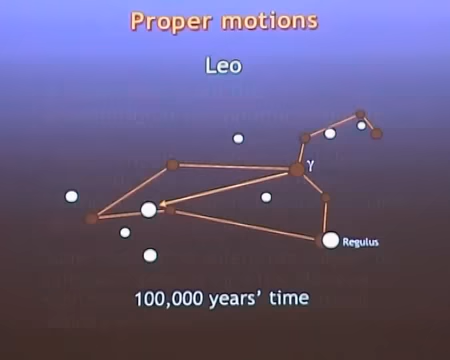 Proper motions
Leo
γ
Regulus
100,000 years' time